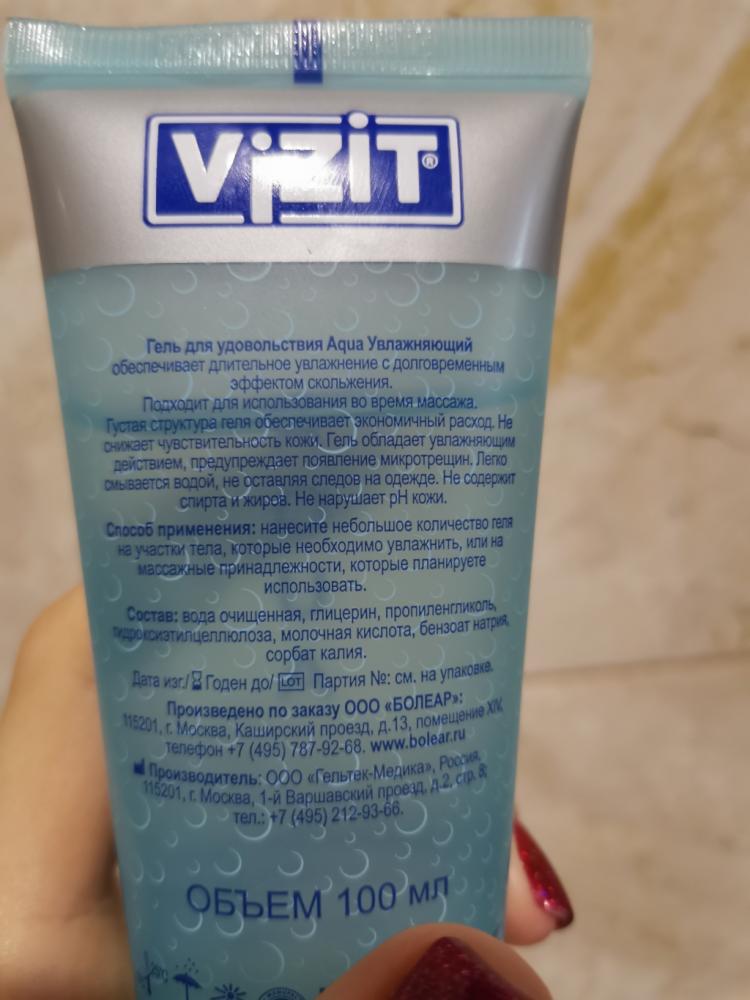 ViZiT®
Гель для удовольствия Aqua Увлажняющий
обеспечивает длительное увлажнение с долговременным
эффектом скольжения.
Подходит для использования во время массажа.
Густая структура геля обеспечивает экономичный расход. Не
снижает чувствительность кожи. Гель обладает увлажняющим
действием, предупреждает появление микротрещин. Легко
смывается водой, не оставляя следов на одежде. Не содержит
спирта и жиров. Не нарушает pH кожи.
Способ применения: нанесите небольшое количество геля
на участки тела, которые необходимо увлажнить, или на
массажные принадлежности, которые планируете
использовать.
Состав: вода очищенная, глицерин, пропиленгликоль,
гидроксиэтилцеллюлоза, молочная кислота, бензоат натрия,
сорбат калия.
Дата изг./ Годен до/ LOT Партия №: см. на упаковке.
Произведено по заказу ООО «БОЛЕАР»:
115201, г. Москва, Каширский проезд, д.13, помещение XIV,
телефон +7 (495) 787-92-68. www.bolear.ru
Производитель: ООО «Гельтек-Медика», Россия,
115201, г. Москва, 1-й Варшавский проезд, д.2, стр. 8;
тел.: +7 (495) 212-93-66.
ОБЪЕМ 100 мл